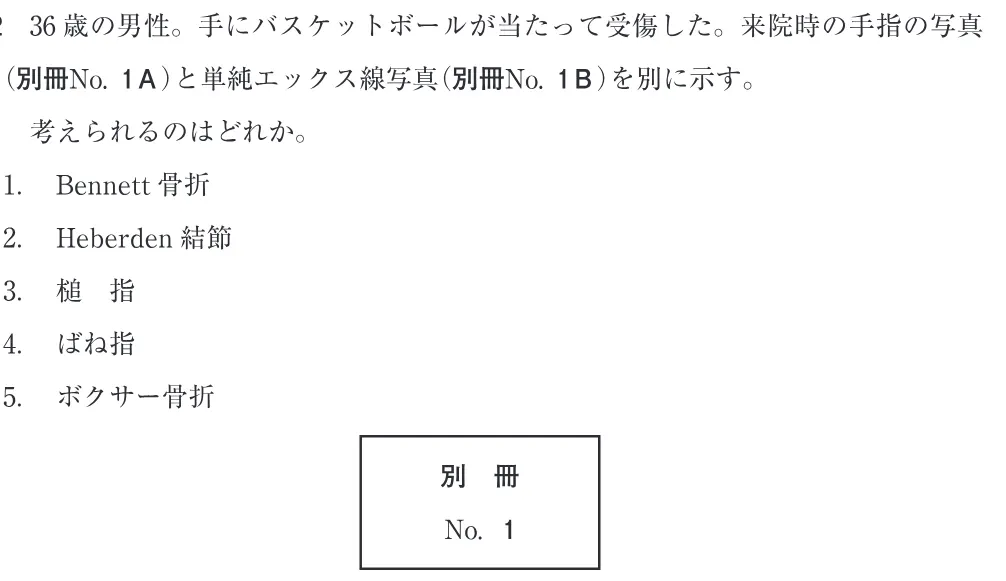 2 36歳の男性。手にバスケットボールが当たって受傷した。来院時の手指の写真
(別冊No. 1A)と単純エックス線写真(別冊No. 1B)を別に示す。
考えられるのはどれか。
1. Bennett 骨折
2. Heberden 結節
3. 槌 指
4. ばね指
5. ボクサー骨折
別 冊
No. 1